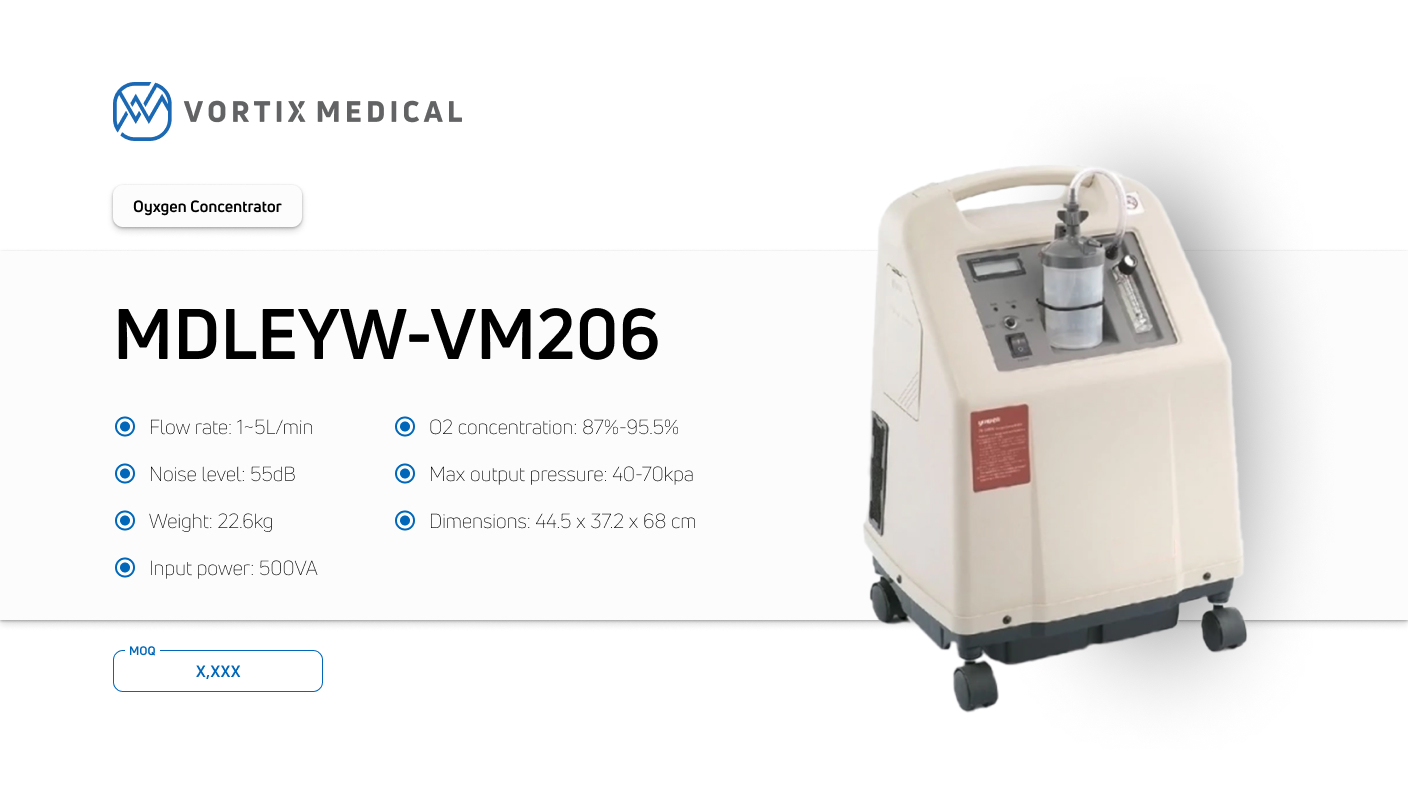 VORTIX MEDICAL
Oyxgen Concentrator
MDLEYW-VM206
Flow rate: 1~5L/min
Noise level: 55dB
Weight: 22.6kg
Input power: 500VA
O2 concentration: 87%-95.5%
Max output pressure: 40-70kpa
Dimensions: 44.5 x 37.2 x 68 cm
MOQ
X,XXX